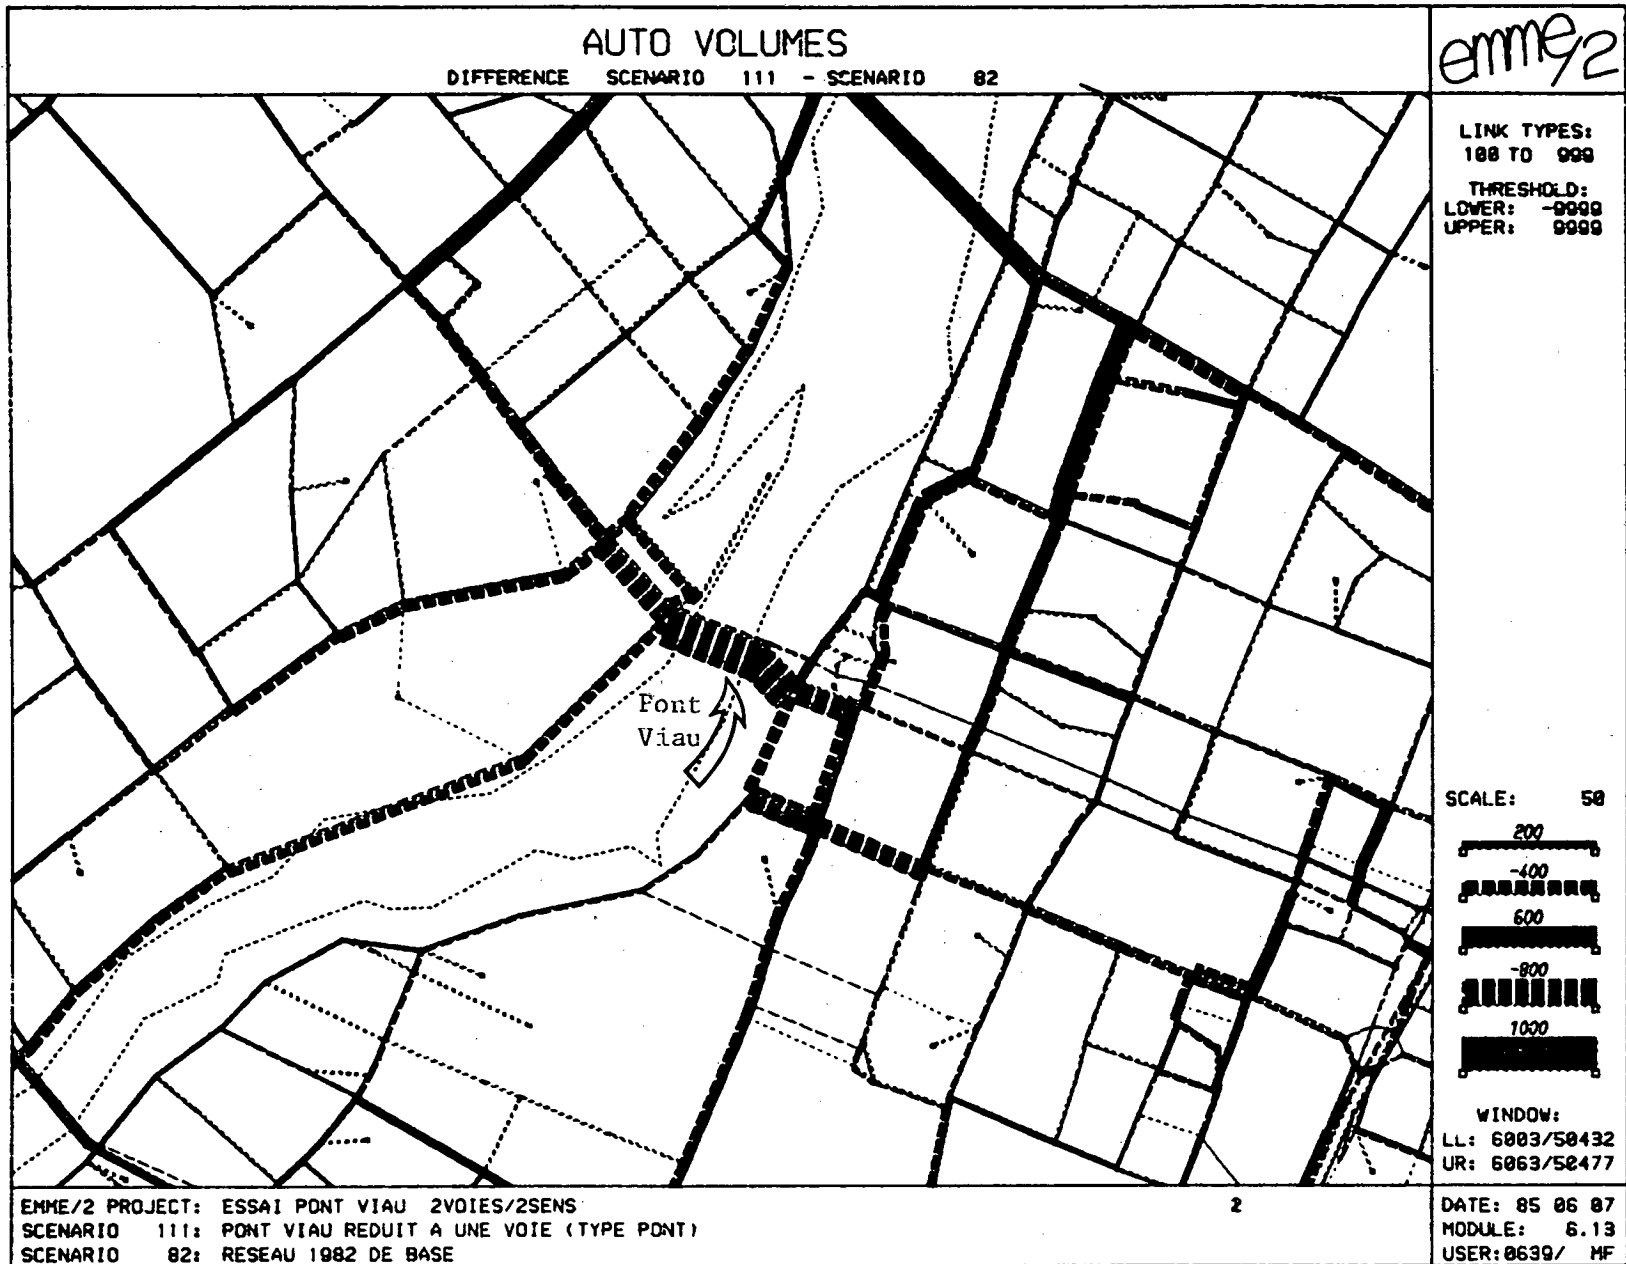 AUTO VOLUMES
DIFFERENCE SCENARIO 111 - SCENARIO 82
emme/2
LINK TYPES:
100 TO 999
THRESHOLD:
LOWER: -9999
UPPER: 9999
Pont
Viau
SCALE: 50
200
-400
600
-800
1000
WINDOW:
LL: 6003/50432
UR: 6063/50477
EMME/2 PROJECT: ESSAI PONT VIAU 2VOIES/2SENS
2
SCENARIO 111: PONT VIAU REDUIT A UNE VOIE (TYPE PONT)
SCENARIO 82: RESEAU 1982 DE BASE
DATE: 85 06 07
MODULE: 6.13
USER:0639/ MF